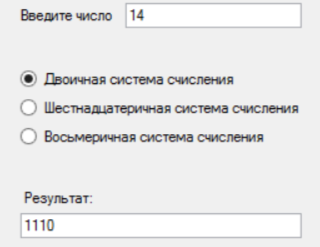 Введите число 14
Двоичная система счисления
Шестнадцатеричная система счисления
Восьмеричная система счисления
Результат:
1110